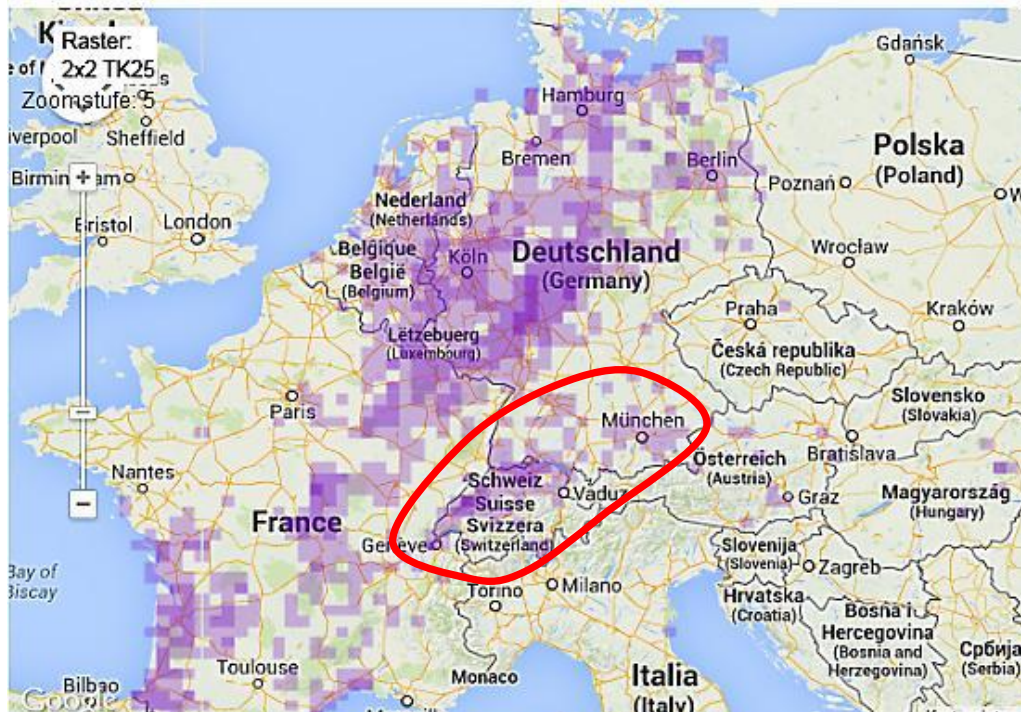 Raster:
2x2 TK25
Zoomstufe: 5
Sheffield
Birmingham
Bristol
London
Gdańsk
Hamburg
Bremen
Berlin
Polska
(Poland)
Poznań
Nederland
(Netherlands)
Belgique
België
(Belgium)
Köln
Deutschland
(Germany)
Wrocław
Praha
Kraków
Lëtzebuerg
(Luxembourg)
Česká republika
(Czech Republic)
Paris
Slovensko
(Slovakia)
München
Nantes
Österreich
(Austria)
Bratislava
Schweiz
Suisse
Svizzera
(Switzerland)
Vaduz
Graz
Magyarország
(Hungary)
France
Genève
Slovenija
(Slovenia)
Zagreb
Bay of
Biscay
Torino
Milano
Hrvatska
(Croatia)
Bosna i
Hercegovina
(Bosnia and
Herzegovina)
Србија
(Serbia)
Toulouse
Monaco
Italia
(Italy)
Bilbao
Google